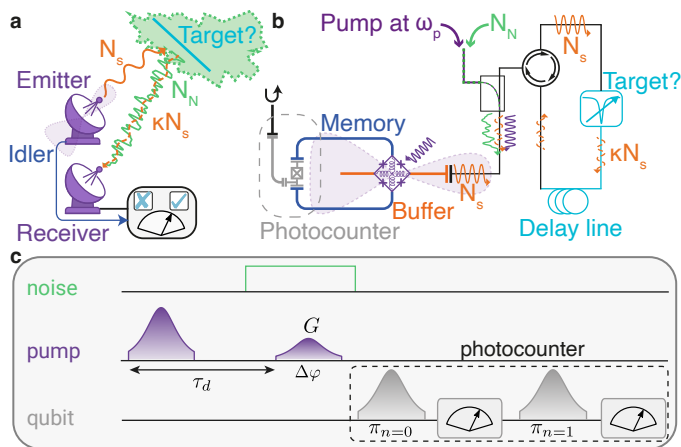 a
Target?
N_s
Emitter
N_N
κN_s
Idler
Receiver
b
Pump at ω_p
N_N
N_s
Target?
Memory
κN_s
Buffer
N_s
Photocounter
Delay line
c
noise
G
pump
photocounter
τ_d
Δφ
qubit
π_{n=0}
π_{n=1}